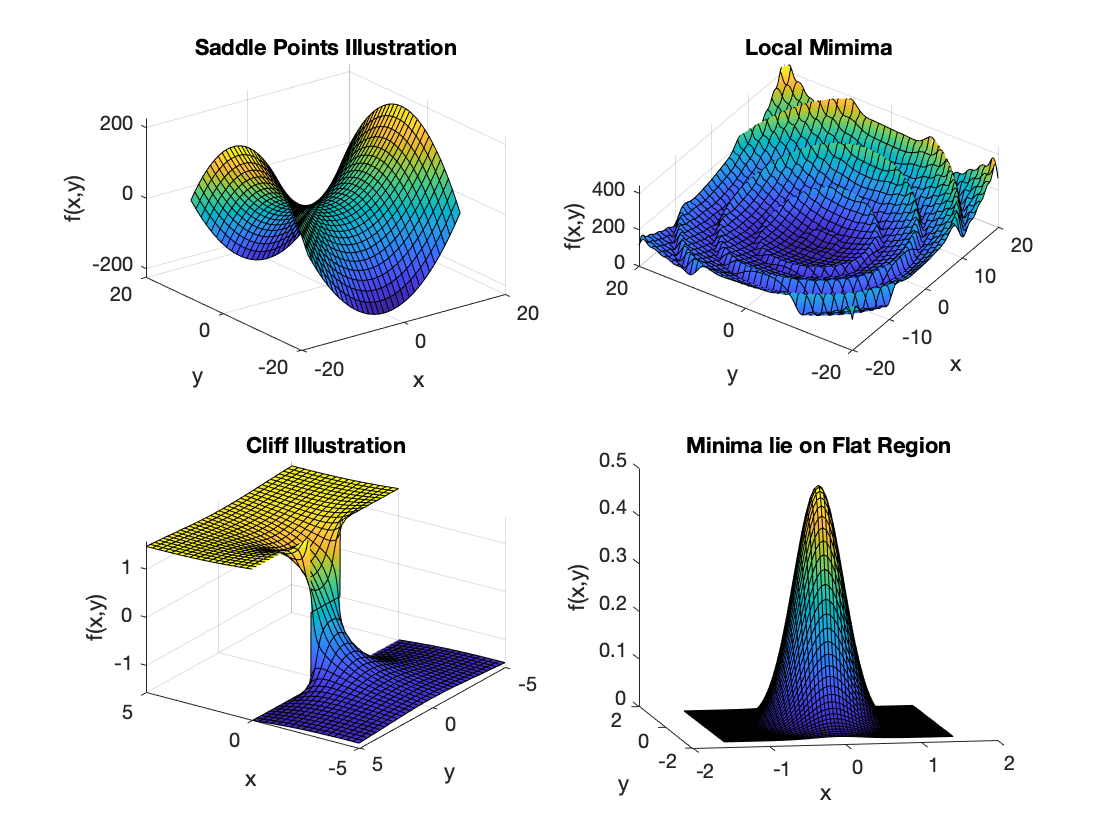 Saddle Points Illustration
200
0
-200
f(x,y)
20
0
-20
y
-20
0
20
x
Local Mimima
400
200
0
f(x,y)
20
0
-20
y
20
10
0
-10
-20
x
Cliff Illustration
1
0
-1
f(x,y)
5
0
-5
x
-5
0
5
y
Minima lie on Flat Region
0.5
0.4
0.3
0.2
0.1
0
f(x,y)
2
0
-2
y
-2
-1
0
1
2
x